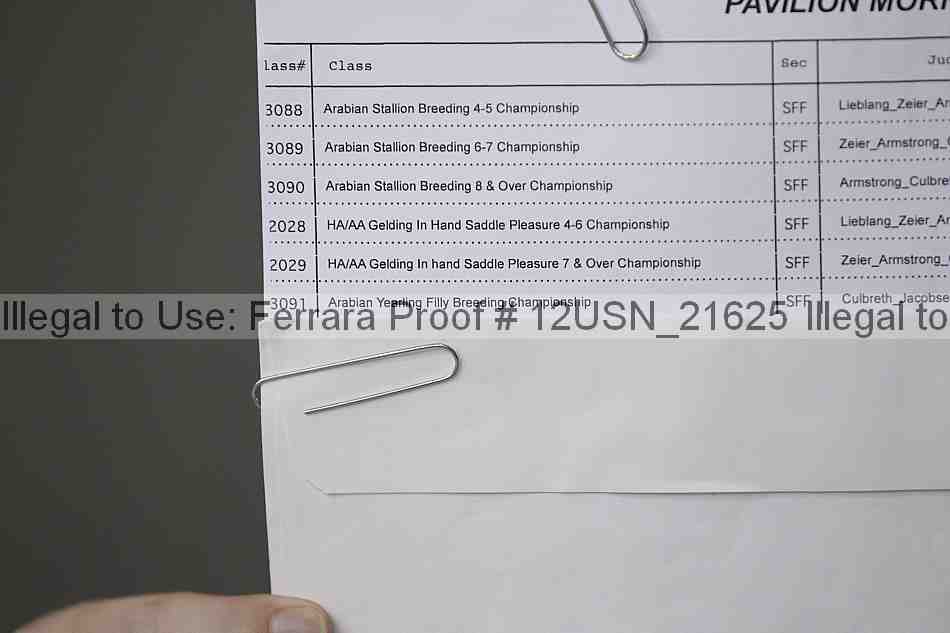 PAVILION
lass# Class Sec
3088 Arabian Stallion Breeding 4-5 Championship SFF Lieblang_Zeier_Ar
3089 Arabian Stallion Breeding 6-7 Championship SFF Zeier_Armstrong_
3090 Arabian Stallion Breeding 8 & Over Championship SFF Armstrong_Culbre
2028 HA/AA Gelding In Hand Saddle Pleasure 4-6 Championship SFF Lieblang_Zeier_Ar
2029 HA/AA Gelding In hand Saddle Pleasure 7 & Over Championship SFF Zeier_Armstrong_
3091 Arabian Yearling Filly Breeding Championship SFF Culbreth_Jacobse
Illegal to Use: Ferrara Proof # 12USN_21625 Illegal to